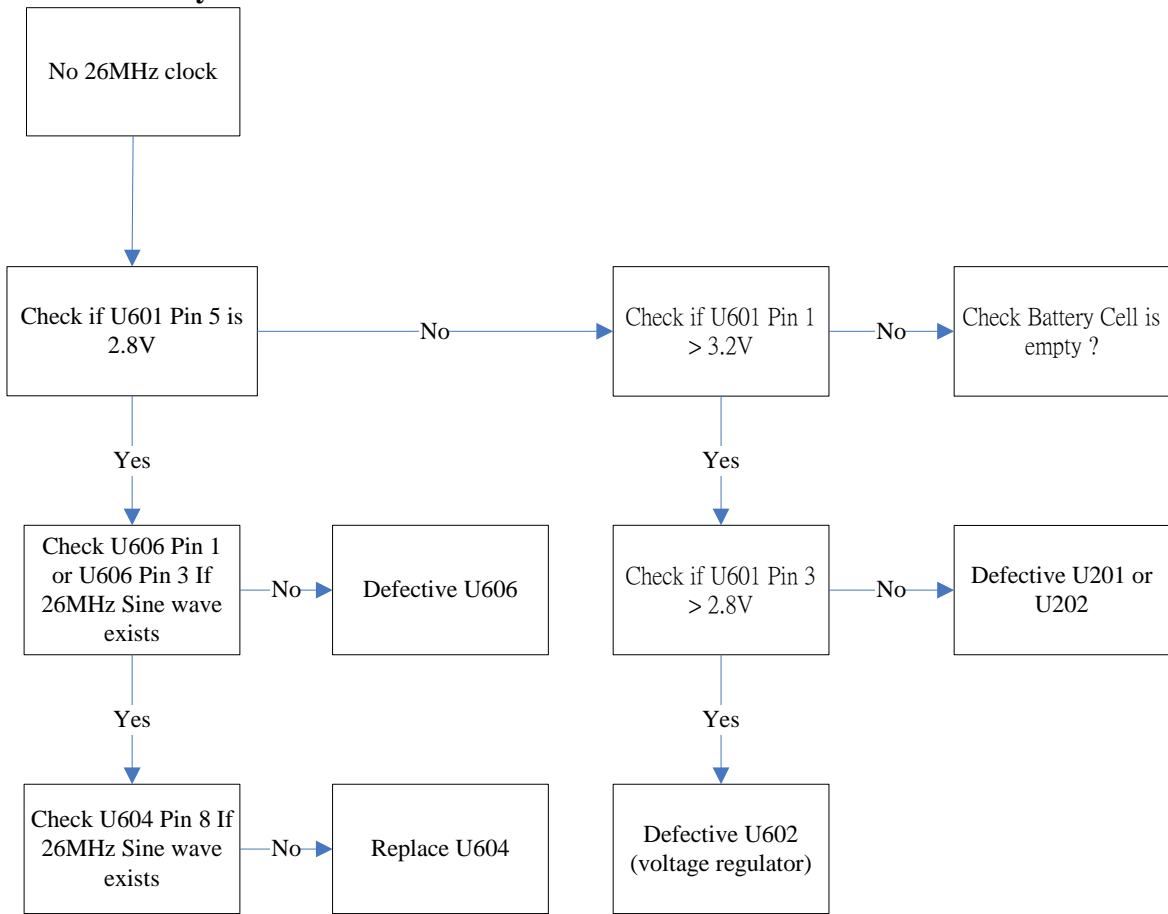 No 26MHz clock
Check if U601 Pin 5 is
2.8V
No
Check if U601 Pin 1
> 3.2V
No
Check Battery Cell is
empty ?
Yes
Yes
Check U606 Pin 1
or U606 Pin 3 If
26MHz Sine wave
exists
No
Defective U606
Check if U601 Pin 3
> 2.8V
No
Defective U201 or
U202
Yes
Yes
Check U604 Pin 8 If
26MHz Sine wave
exists
No
Replace U604
Defective U602
(voltage regulator)